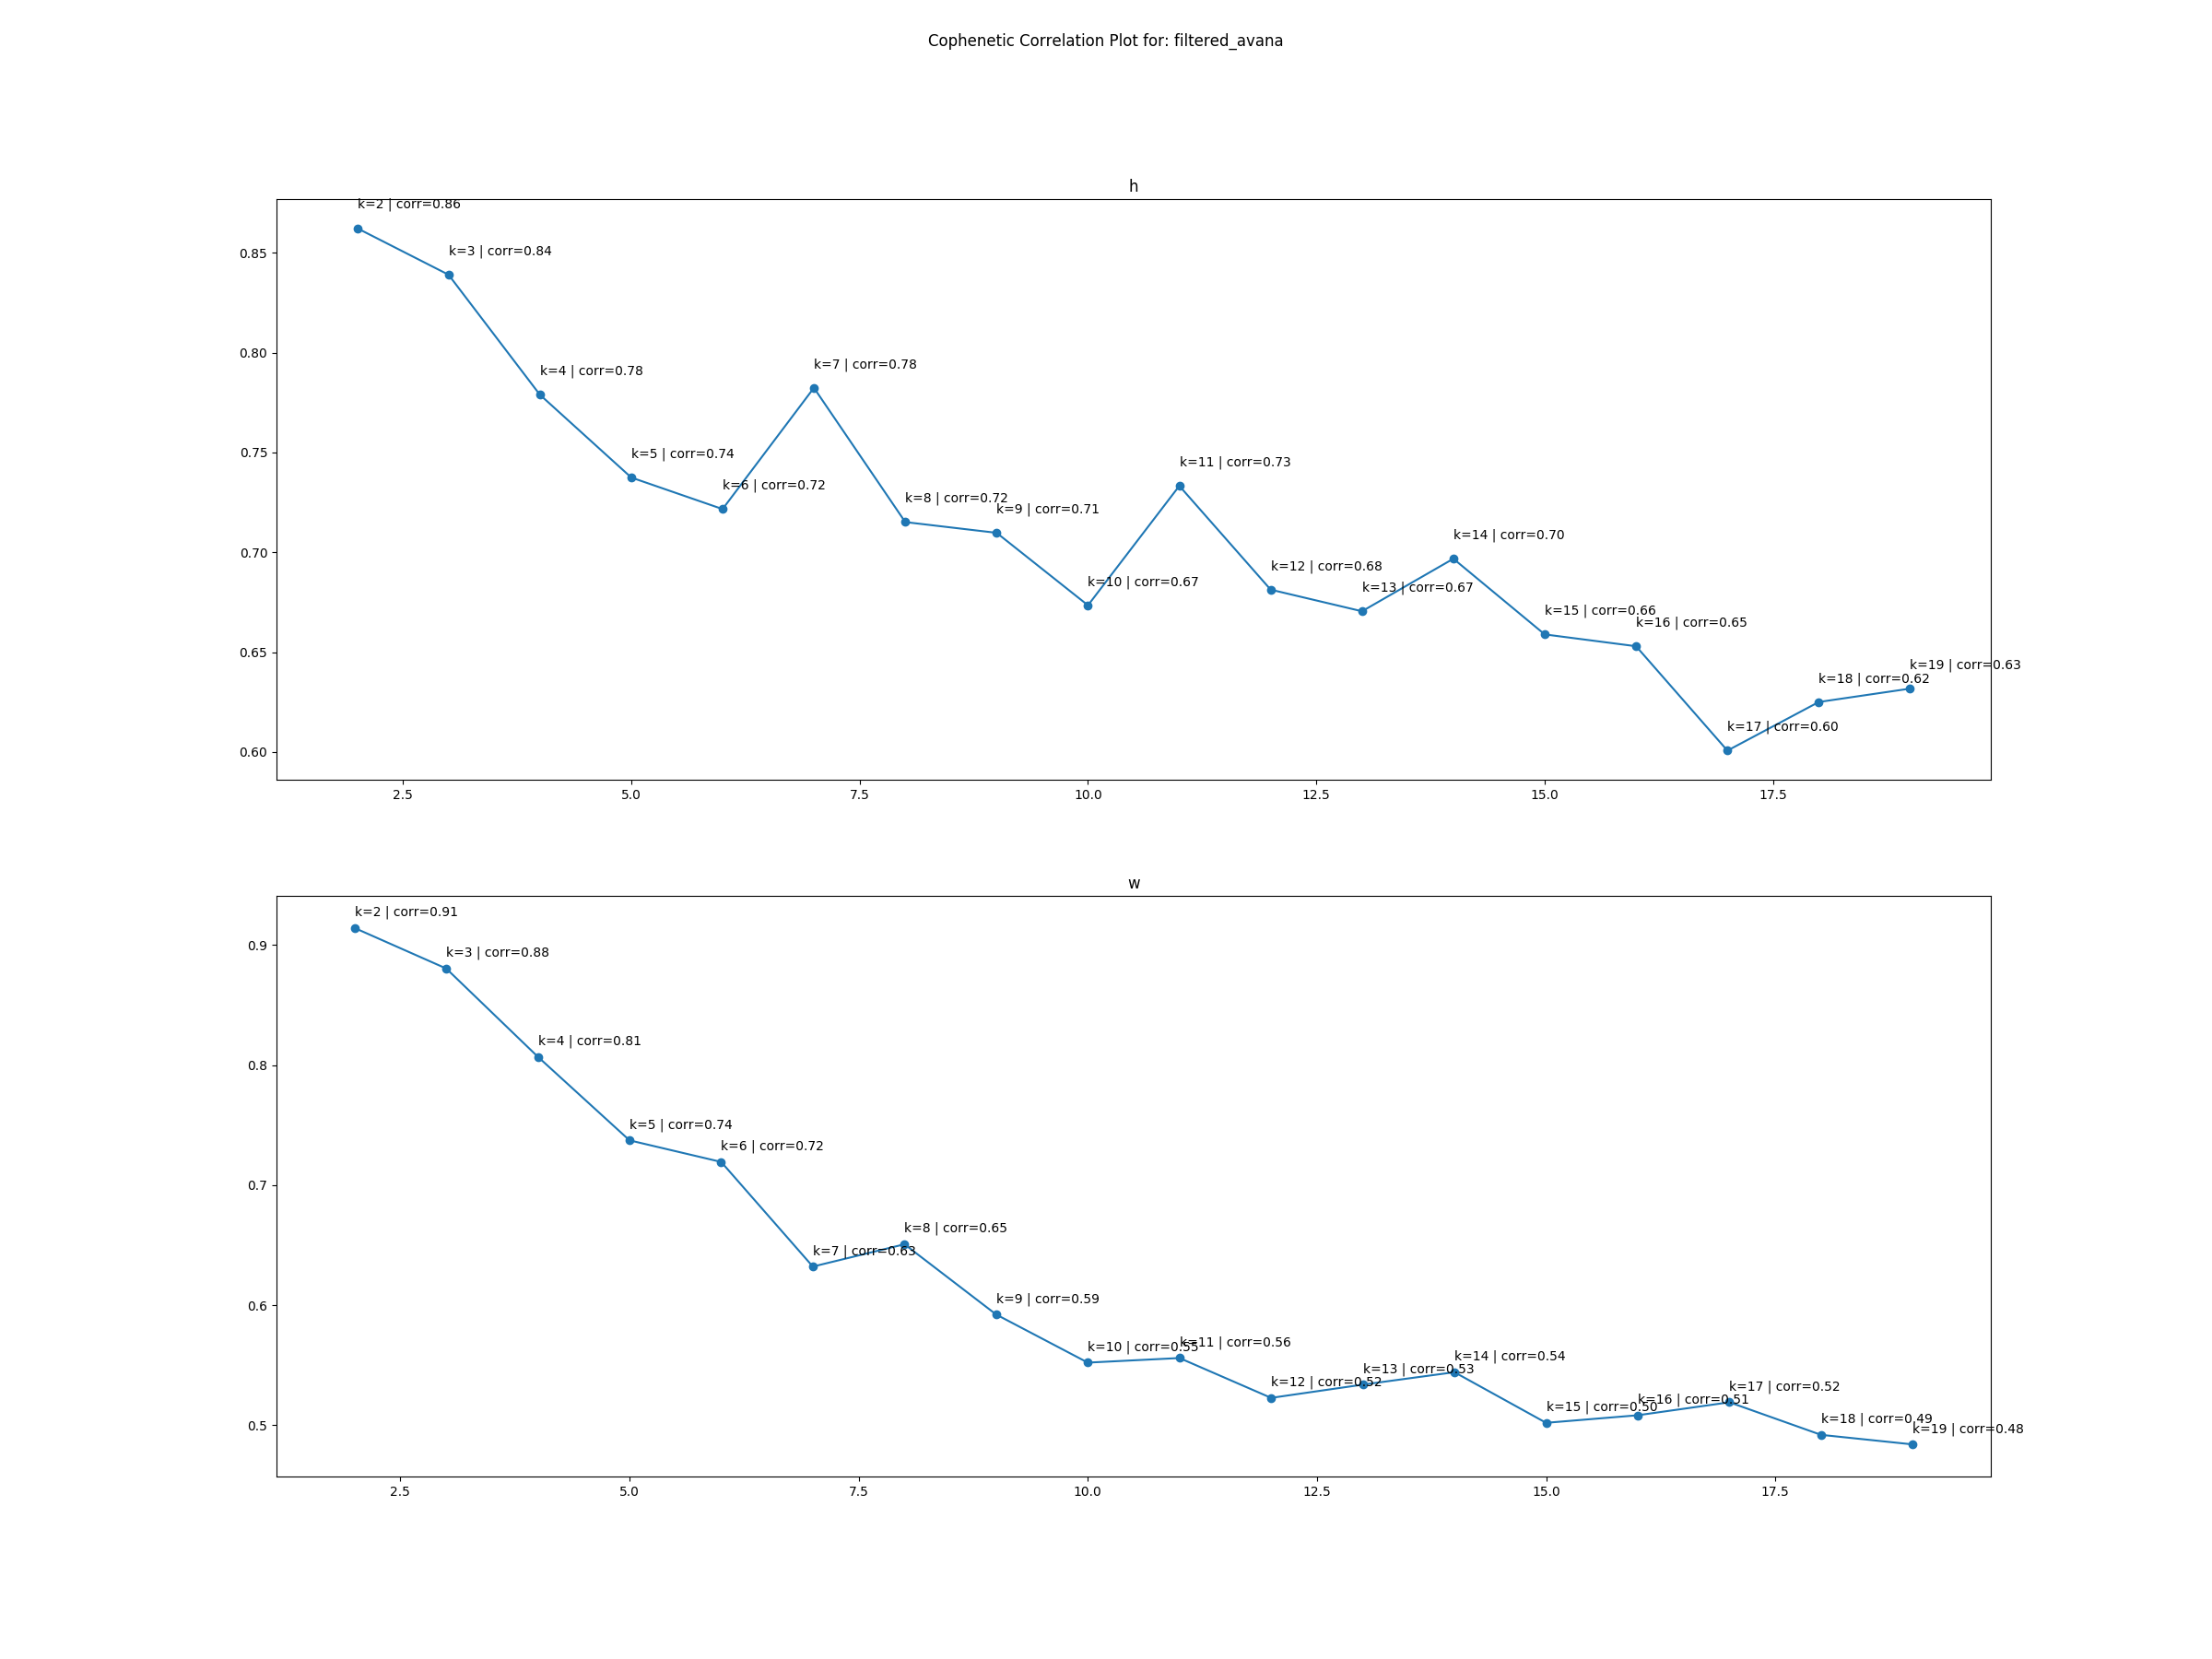 Cophenetic Correlation Plot for: filtered_avana
h
k=2 | corr=0.86
k=3 | corr=0.84
k=4 | corr=0.78
k=5 | corr=0.74
k=6 | corr=0.72
k=7 | corr=0.78
k=8 | corr=0.72
k=9 | corr=0.71
k=10 | corr=0.67
k=11 | corr=0.73
k=12 | corr=0.68
k=13 | corr=0.67
k=14 | corr=0.70
k=15 | corr=0.66
k=16 | corr=0.65
k=17 | corr=0.60
k=18 | corr=0.62
k=19 | corr=0.63
0.85
0.80
0.75
0.70
0.65
0.60
2.5 5.0 7.5 10.0 12.5 15.0 17.5
w
k=2 | corr=0.91
k=3 | corr=0.88
k=4 | corr=0.81
k=5 | corr=0.74
k=6 | corr=0.72
k=7 | corr=0.63
k=8 | corr=0.65
k=9 | corr=0.59
k=10 | corr=0.55
k=11 | corr=0.56
k=12 | corr=0.52
k=13 | corr=0.53
k=14 | corr=0.54
k=15 | corr=0.50
k=16 | corr=0.51
k=17 | corr=0.52
k=18 | corr=0.49
k=19 | corr=0.48
0.9
0.8
0.7
0.6
0.5
2.5 5.0 7.5 10.0 12.5 15.0 17.5